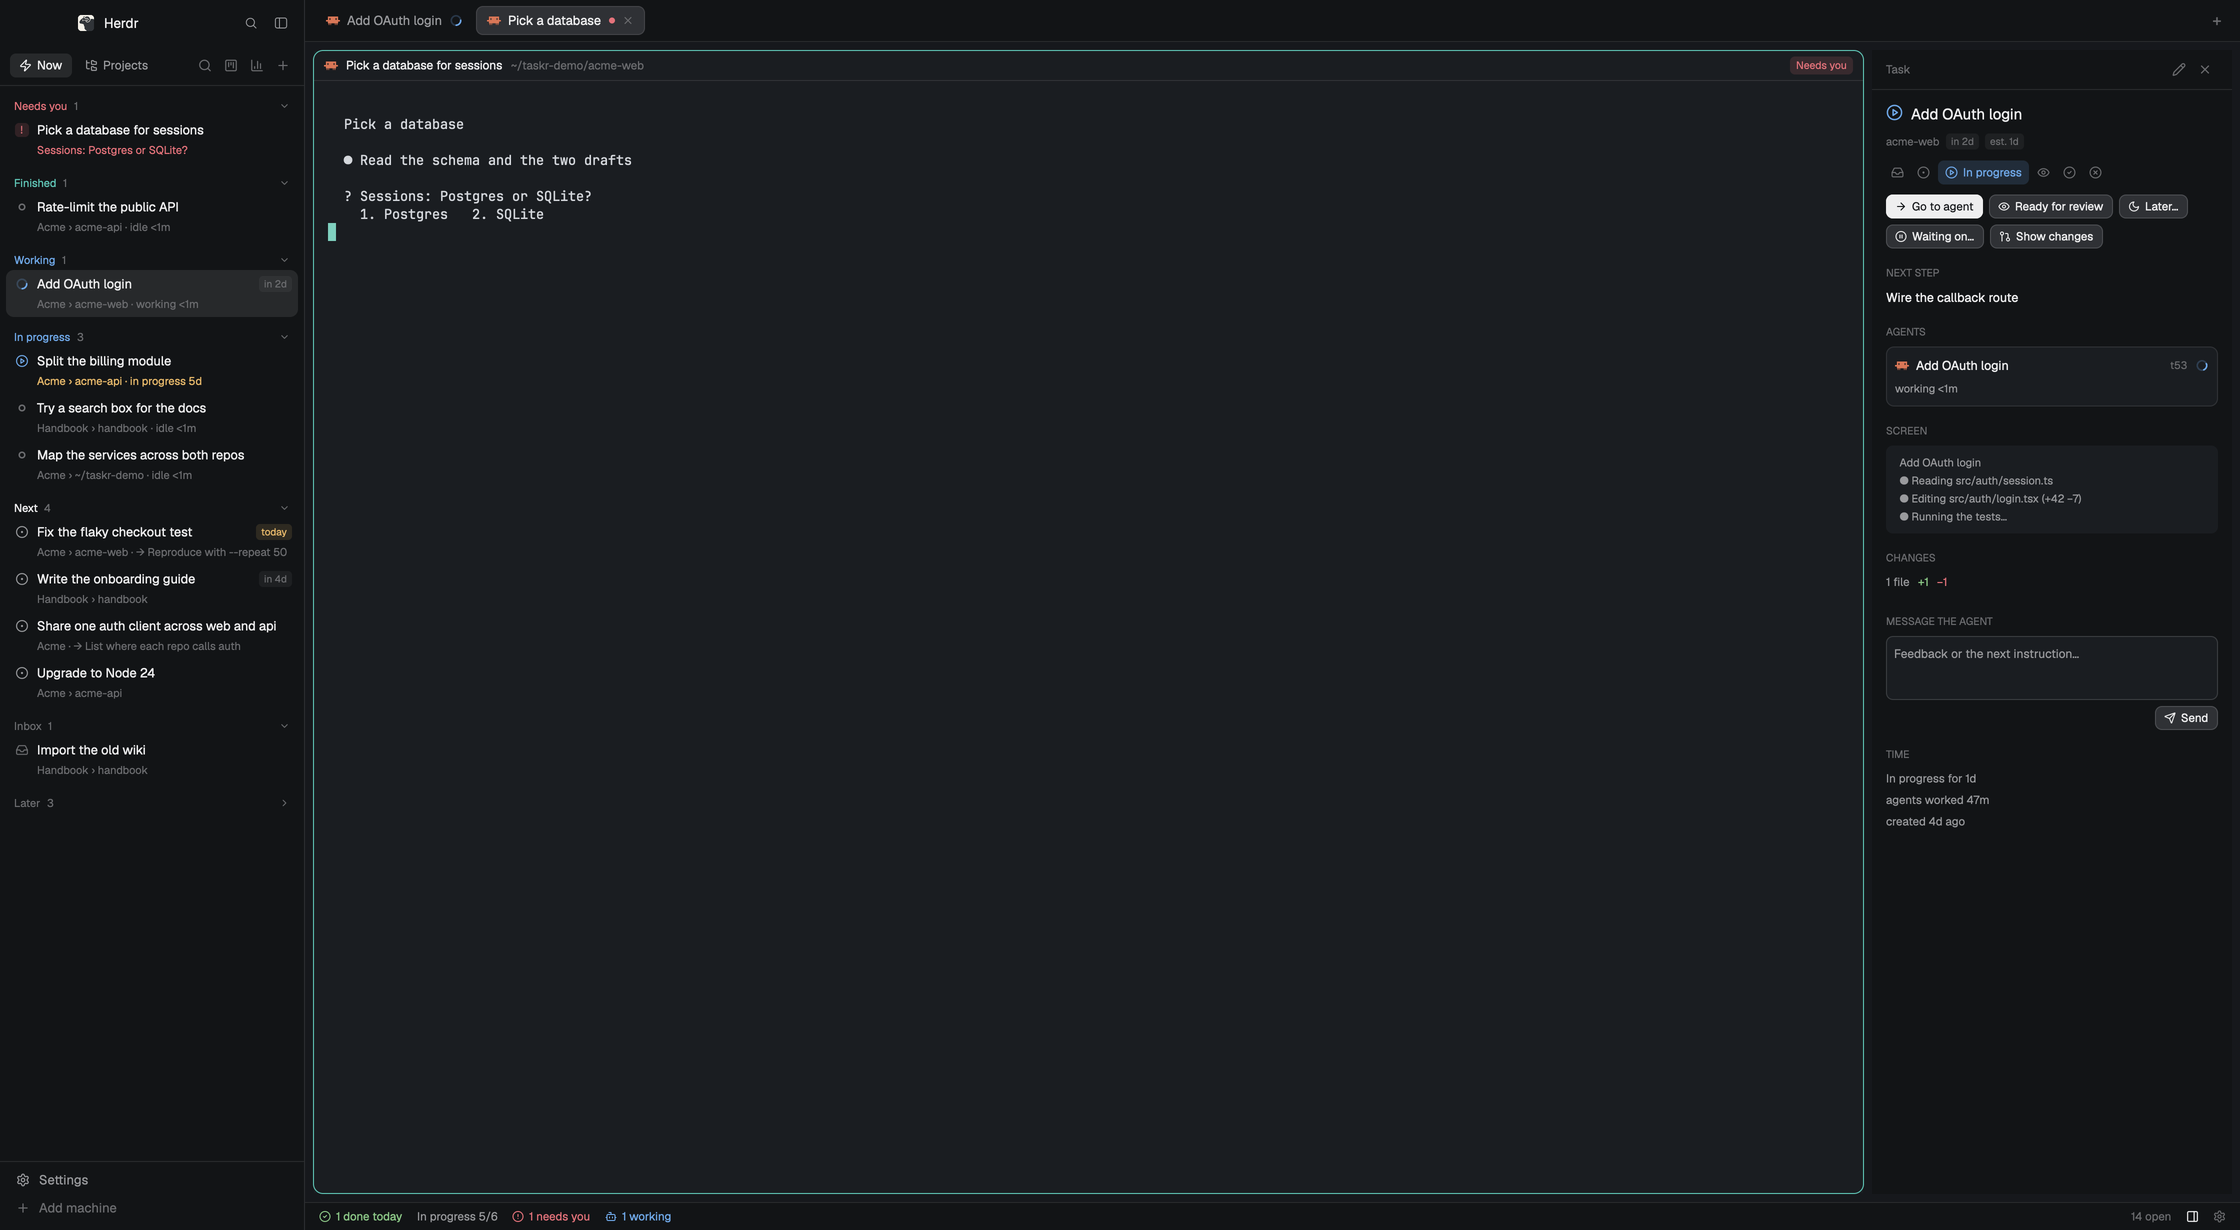 Herdr
Now
Projects
Needs you 1
Pick a database for sessions
Sessions: Postgres or SQLite?
Finished 1
Rate-limit the public API
Acme › acme-api · idle <1m
Working 1
Add OAuth login in 2d
Acme › acme-web · working <1m
In progress 3
Split the billing module
Acme › acme-api · in progress 5d
Try a search box for the docs
Handbook › handbook · idle <1m
Map the services across both repos
Acme › ~/taskr-demo · idle <1m
Next 4
Fix the flaky checkout test today
Acme › acme-web · → Reproduce with --repeat 50
Write the onboarding guide in 4d
Handbook › handbook
Share one auth client across web and api
Acme · → List where each repo calls auth
Upgrade to Node 24
Acme › acme-api
Inbox 1
Import the old wiki
Handbook › handbook
Later 3
Settings
Add machine
Add OAuth login
Pick a database
Pick a database for sessions ~/taskr-demo/acme-web Needs you
Pick a database
● Read the schema and the two drafts
? Sessions: Postgres or SQLite?
1. Postgres 2. SQLite
Task
Add OAuth login
acme-web in 2d est. 1d
In progress
→ Go to agent Ready for review Later…
Waiting on… Show changes
NEXT STEP
Wire the callback route
AGENTS
Add OAuth login t53
working <1m
SCREEN
Add OAuth login
● Reading src/auth/session.ts
● Editing src/auth/login.tsx (+42 −7)
● Running the tests…
CHANGES
1 file +1 −1
MESSAGE THE AGENT
Feedback or the next instruction…
Send
TIME
In progress for 1d
agents worked 47m
created 4d ago
1 done today In progress 5/6 1 needs you 1 working
14 open